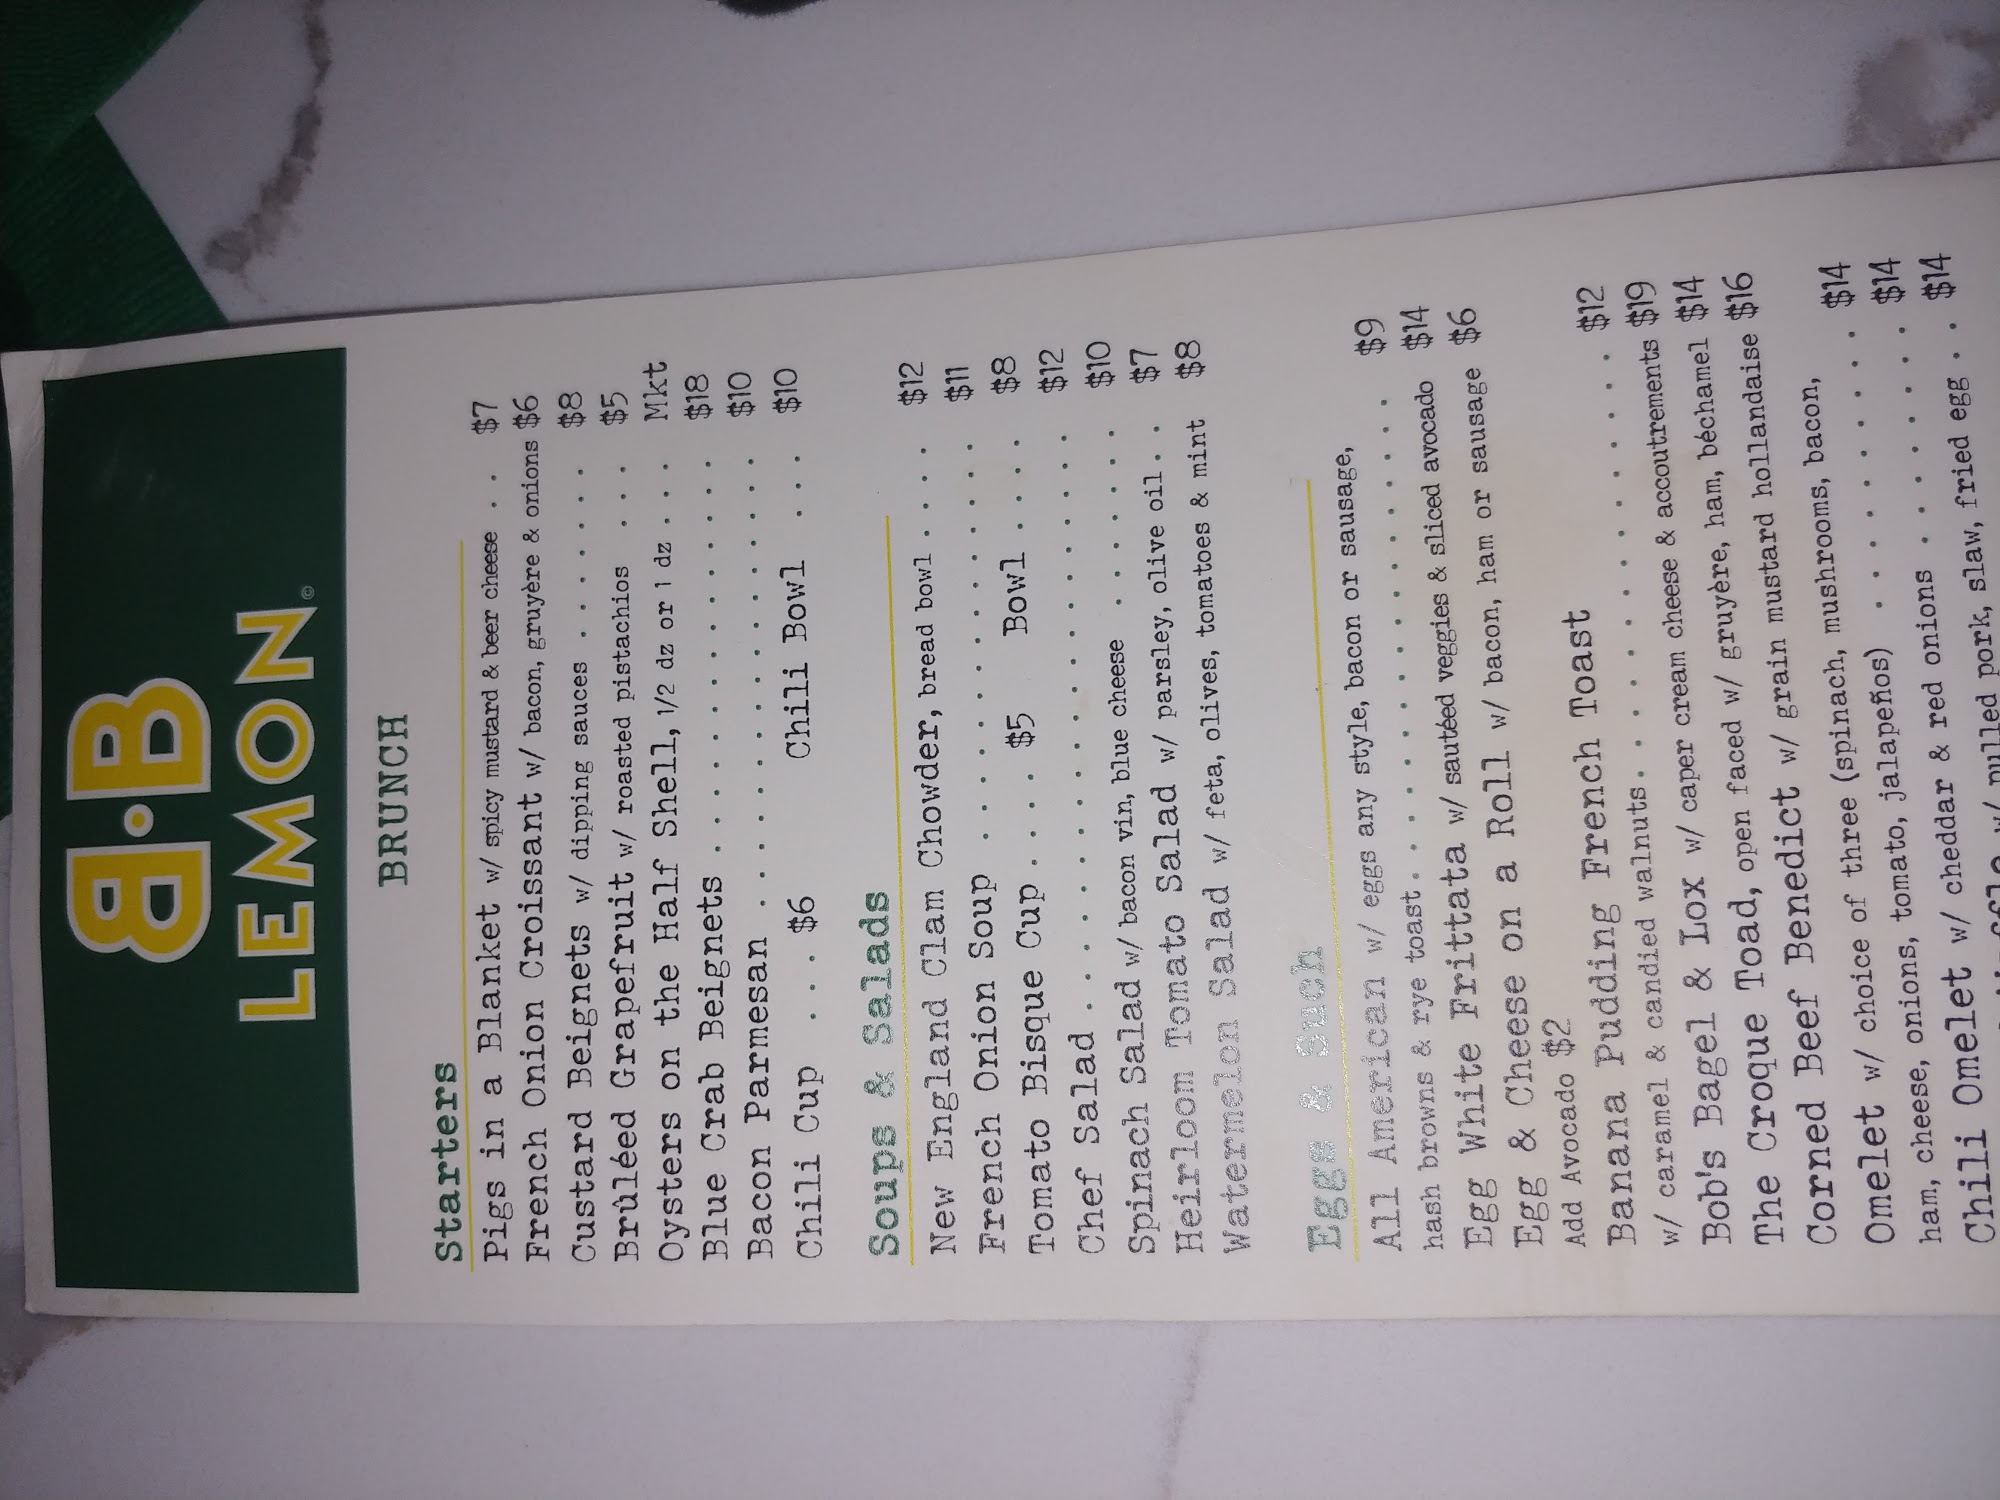 B·B
LEMON©
BRUNCH
Starters
Pigs in a Blanket w/ spicy mustard & beer cheese . . $7
French Onion Croissant w/ bacon, gruyère & onions $6
Custard Beignets w/ dipping sauces . . . . . . . $8
Brûléed Grapefruit w/ roasted pistachios . . . $5
Oysters on the Half Shell, 1/2 dz or 1 dz . . . Mkt
Blue Crab Beignets . . . . . . . . . . . . . . . . $18
Bacon Parmesan . . . . . . . . . . . . . . . . . $10
Chili Cup . . . $6 Chili Bowl . . . $10
Soups & Salads
New England Clam Chowder, bread bowl . . . . $12
French Onion Soup . . . . . . . . . . . . . . . $11
Tomato Bisque Cup . . . . $5 Bowl . . . . $8
Chef Salad . . . . . . . . . . . . . . . . . . . . $12
Spinach Salad w/ bacon vin, blue cheese . . . . . . . $10
Heirloom Tomato Salad w/ parsley, olive oil . . $7
Watermelon Salad w/ feta, olives, tomatoes & mint $8
Eggs & Such
All American w/ eggs any style, bacon or sausage,
hash browns & rye toast . . . . . . . . . . . . . . . . $9
Egg White Frittata w/ sautéed veggies & sliced avocado $14
Egg & Cheese on a Roll w/ bacon, ham or sausage $6
Add Avocado $2
Banana Pudding French Toast
w/ caramel & candied walnuts . . . . . . . . . . . . . . $12
Bob's Bagel & Lox w/ caper cream cheese & accoutrements $19
The Croque Toad, open faced w/ gruyère, ham, béchamel $14
Corned Beef Benedict w/ grain mustard hollandaise $16
Omelet w/ choice of three (spinach, mushrooms, bacon,
ham, cheese, onions, tomato, jalapeños) . . . . . . . . . $14
Chili Omelet w/ cheddar & red onions . . . . . . . . $14
w/ pulled pork, slaw, fried egg . . $14